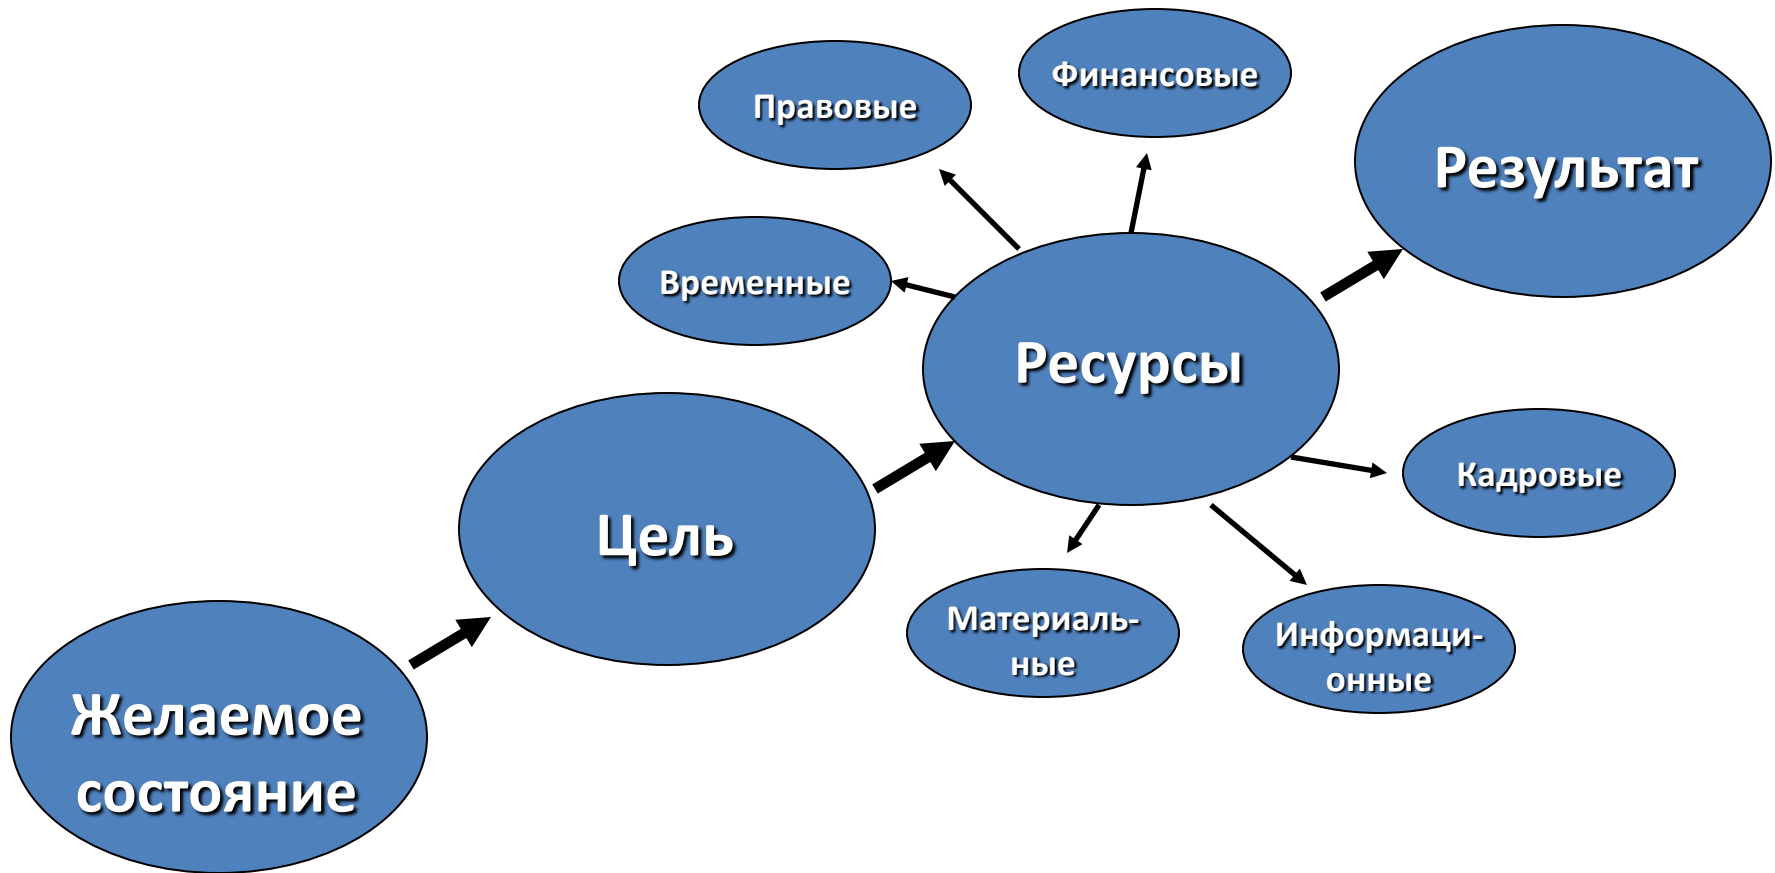 Финансовые
Правовые
Результат
Временные
Ресурсы
Кадровые
Цель
Материаль-
ные
Информаци-
онные
Желаемое
состояние